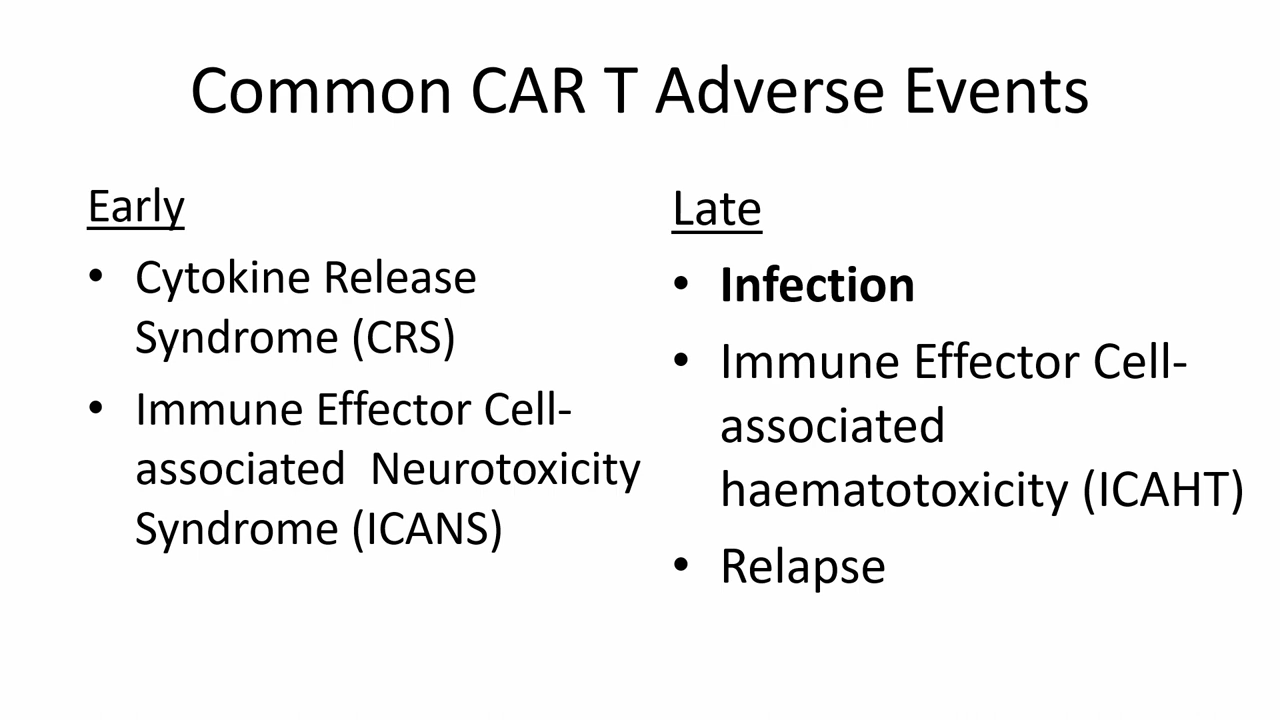 Common CAR T Adverse Events
Early
• Cytokine Release
Syndrome (CRS)
• Immune Effector Cell-
associated  Neurotoxicity
Syndrome (ICANS)
Late
• Infection
• Immune Effector Cell-
associated
haematotoxicity (ICAHT)
• Relapse